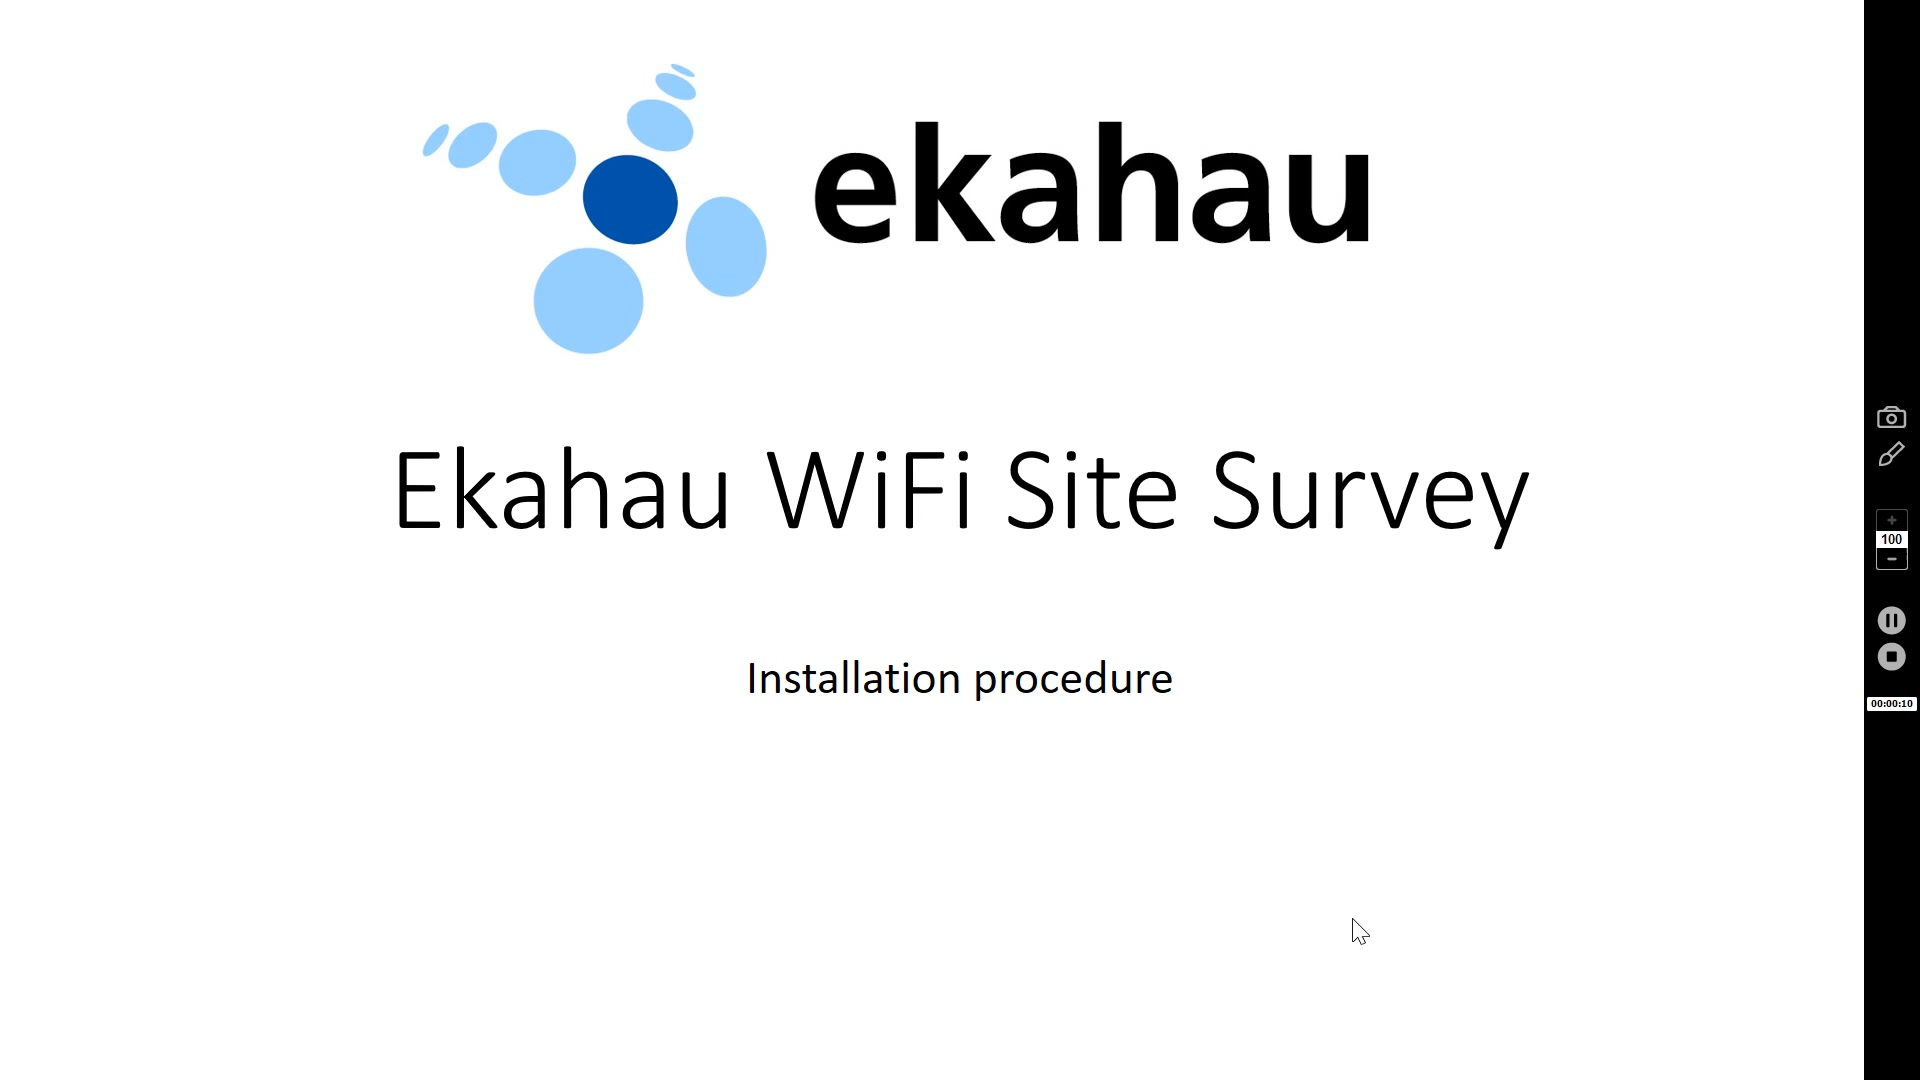 ekahau
Ekahau WiFi Site Survey
Installation procedure
100
00:00:10